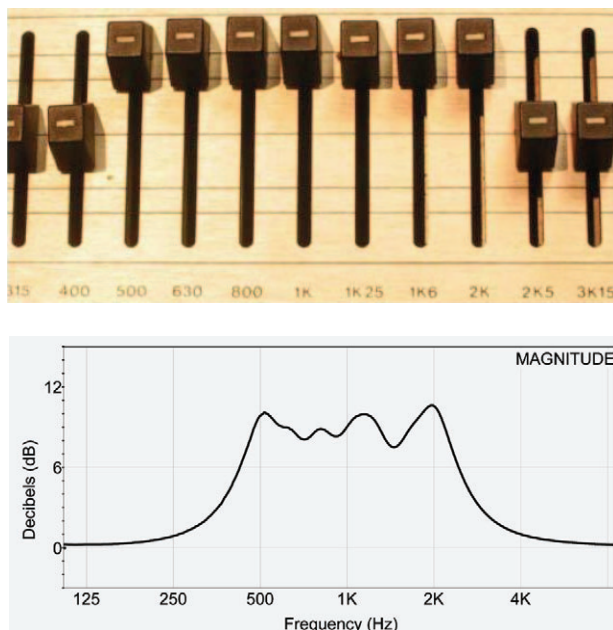 315 400 500 630 800 1K 1K25 1K6 2K 2K5 3K15
MAGNITUDE
12
6
0
Decibels (dB)
125 250 500 1K 2K 4K
Frequency (Hz)